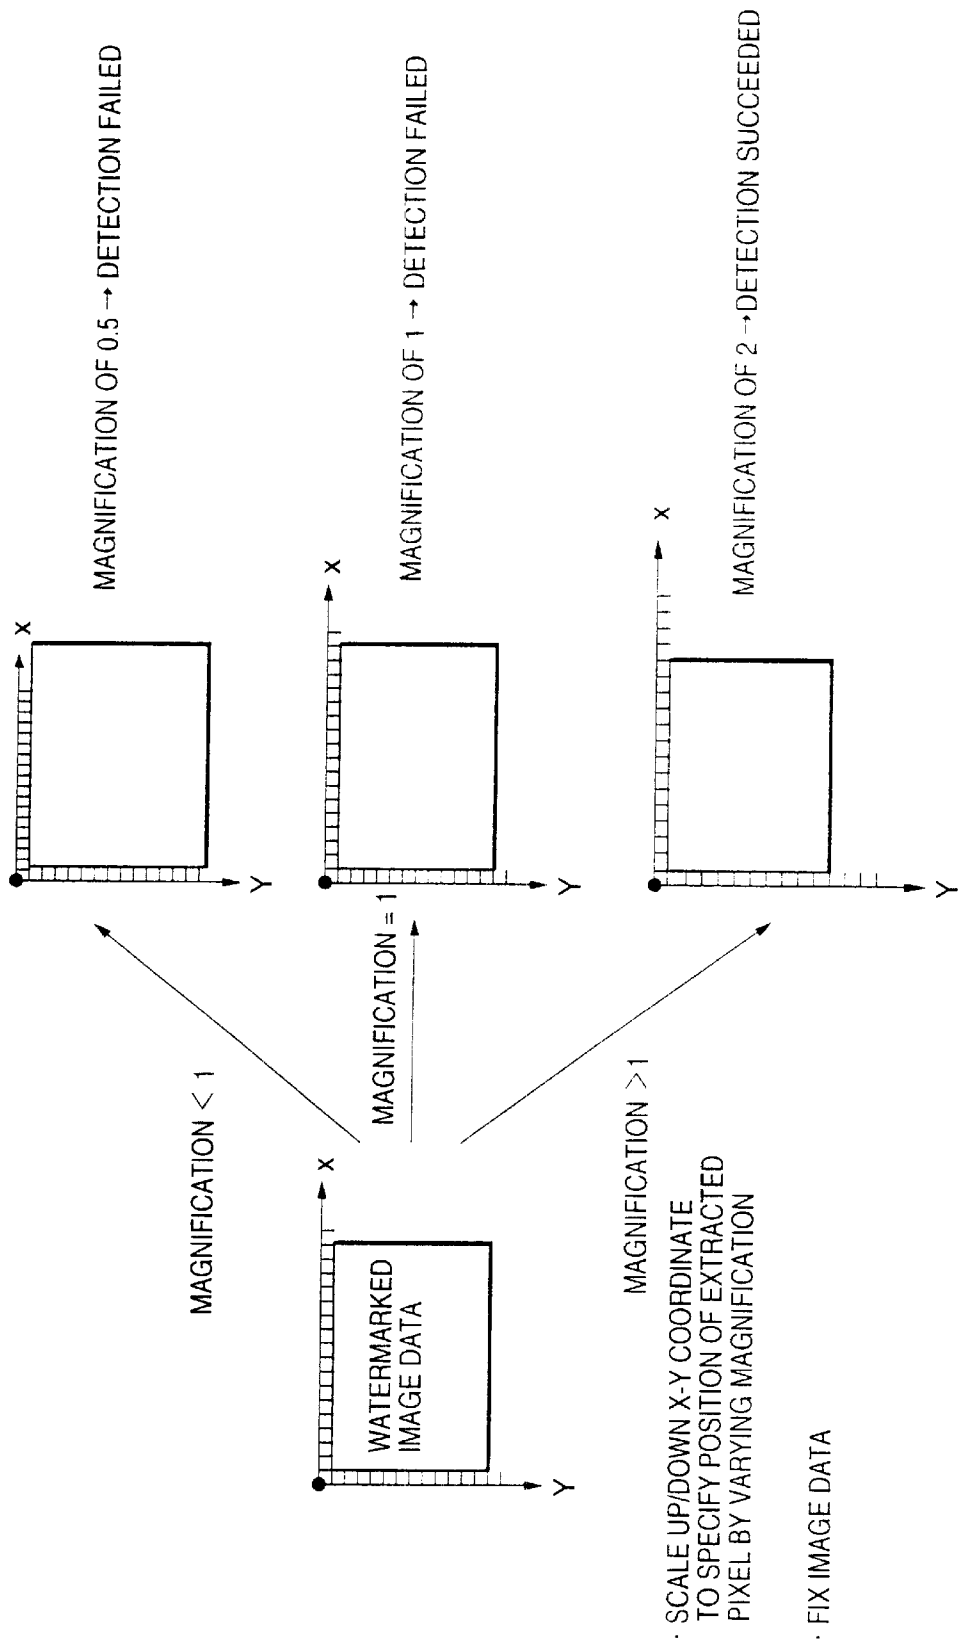 MAGNIFICATION < 1
X
Y
MAGNIFICATION OF 0.5 → DETECTION FAILED
X
Y
WATERMARKED
IMAGE DATA
MAGNIFICATION = 1
X
Y
MAGNIFICATION OF 1 → DETECTION FAILED
MAGNIFICATION >1
X
Y
MAGNIFICATION OF 2 →DETECTION SUCCEEDED
· SCALE UP/DOWN X-Y COORDINATE
TO SPECIFY POSITION OF EXTRACTED
PIXEL BY VARYING MAGNIFICATION
· FIX IMAGE DATA